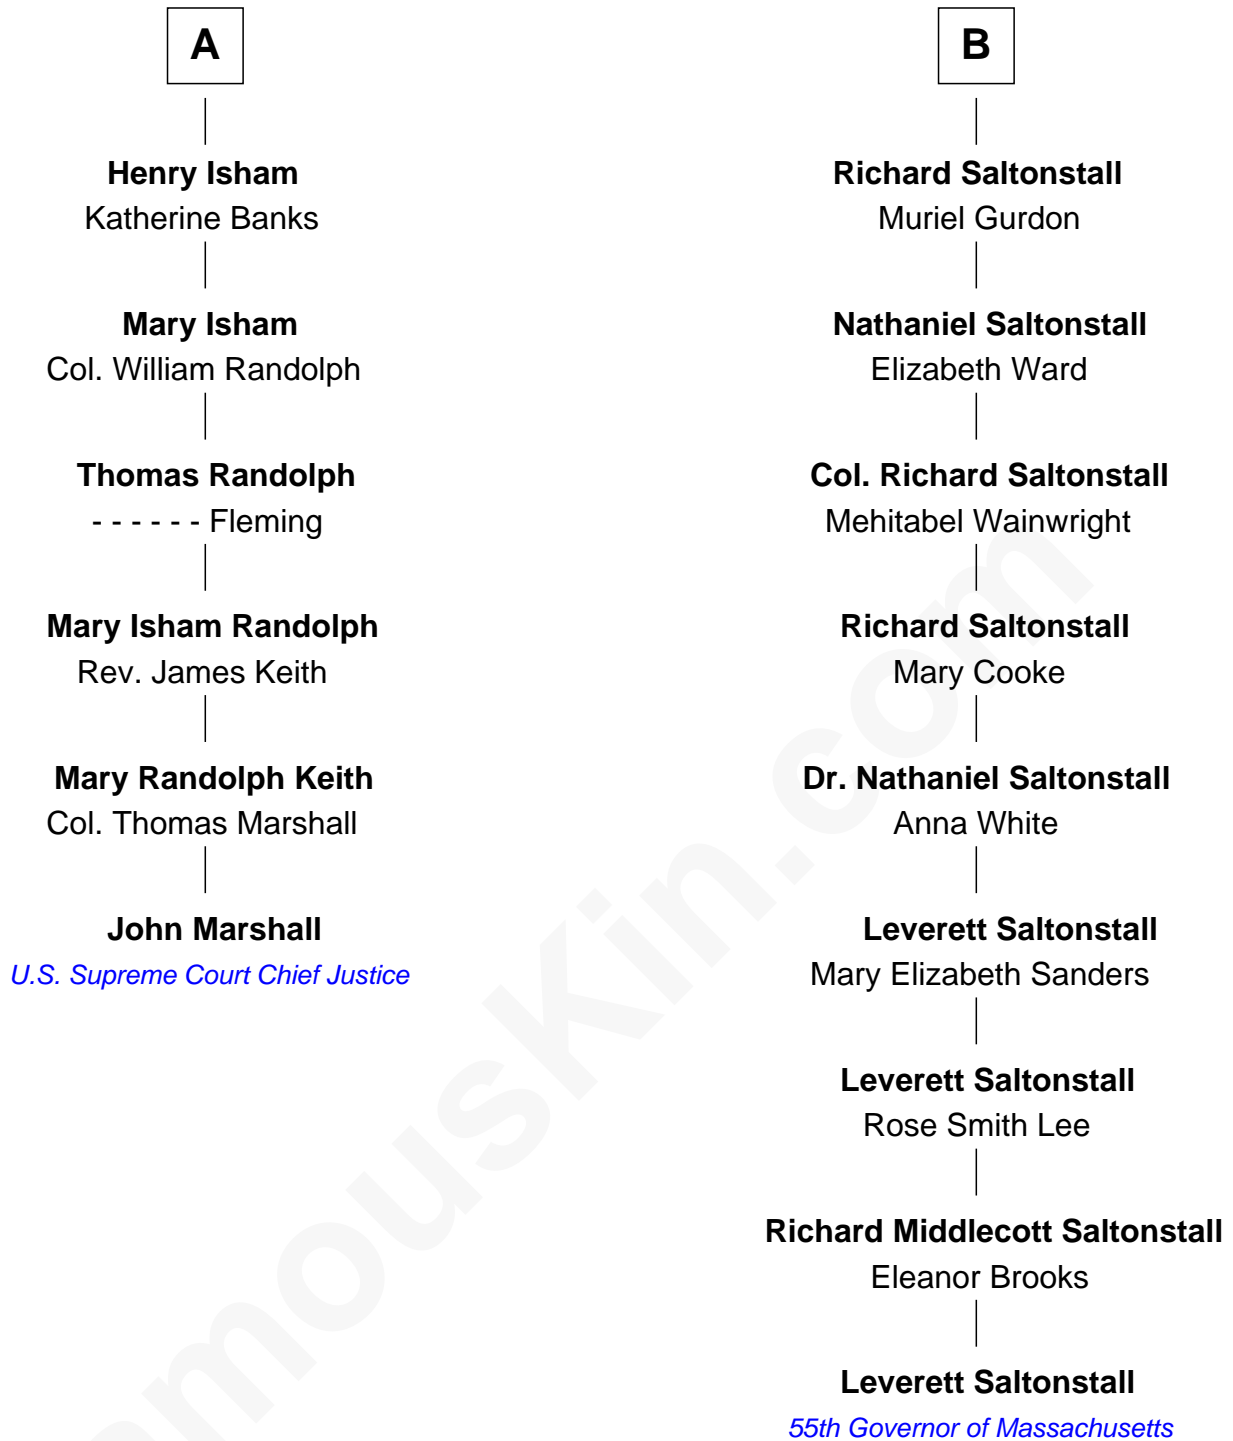 A
Henry Isham
Katherine Banks
Mary Isham
Col. William Randolph
Thomas Randolph
- - - - - - Fleming
Mary Isham Randolph
Rev. James Keith
Mary Randolph Keith
Col. Thomas Marshall
John Marshall
U.S. Supreme Court Chief Justice
B
Richard Saltonstall
Muriel Gurdon
Nathaniel Saltonstall
Elizabeth Ward
Col. Richard Saltonstall
Mehitabel Wainwright
Richard Saltonstall
Mary Cooke
Dr. Nathaniel Saltonstall
Anna White
Leverett Saltonstall
Mary Elizabeth Sanders
Leverett Saltonstall
Rose Smith Lee
Richard Middlecott Saltonstall
Eleanor Brooks
Leverett Saltonstall
55th Governor of Massachusetts
amousKin.com